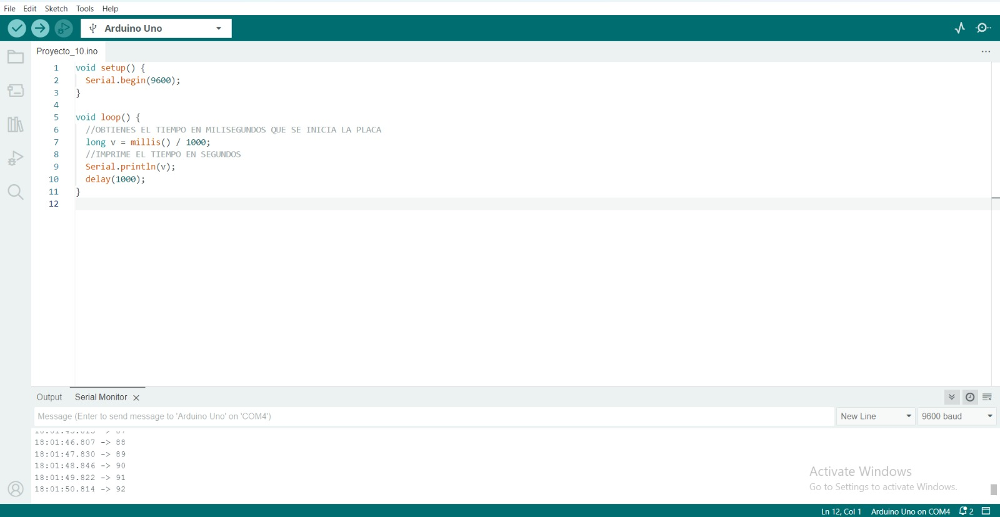 File Edit Sketch Tools Help
Arduino Uno
Proyecto_10.ino
1 void setup() {
2 Serial.begin(9600);
3 }
4
5 void loop() {
6 //OBTIENES EL TIEMPO EN MILISEGUNDOS QUE SE INICIA LA PLACA
7 long v = millis() / 1000;
8 //IMPRIME EL TIEMPO EN SEGUNDOS
9 Serial.println(v);
10 delay(1000);
11 }
12
Output Serial Monitor
Message (Enter to send message to 'Arduino Uno' on 'COM4') New Line 9600 baud
18:01:46.807 -> 88
18:01:47.830 -> 89
18:01:48.846 -> 90
18:01:49.822 -> 91
18:01:50.814 -> 92
Activate Windows
Go to Settings to activate Windows.
Ln 12, Col 1 Arduino Uno on COM4 2